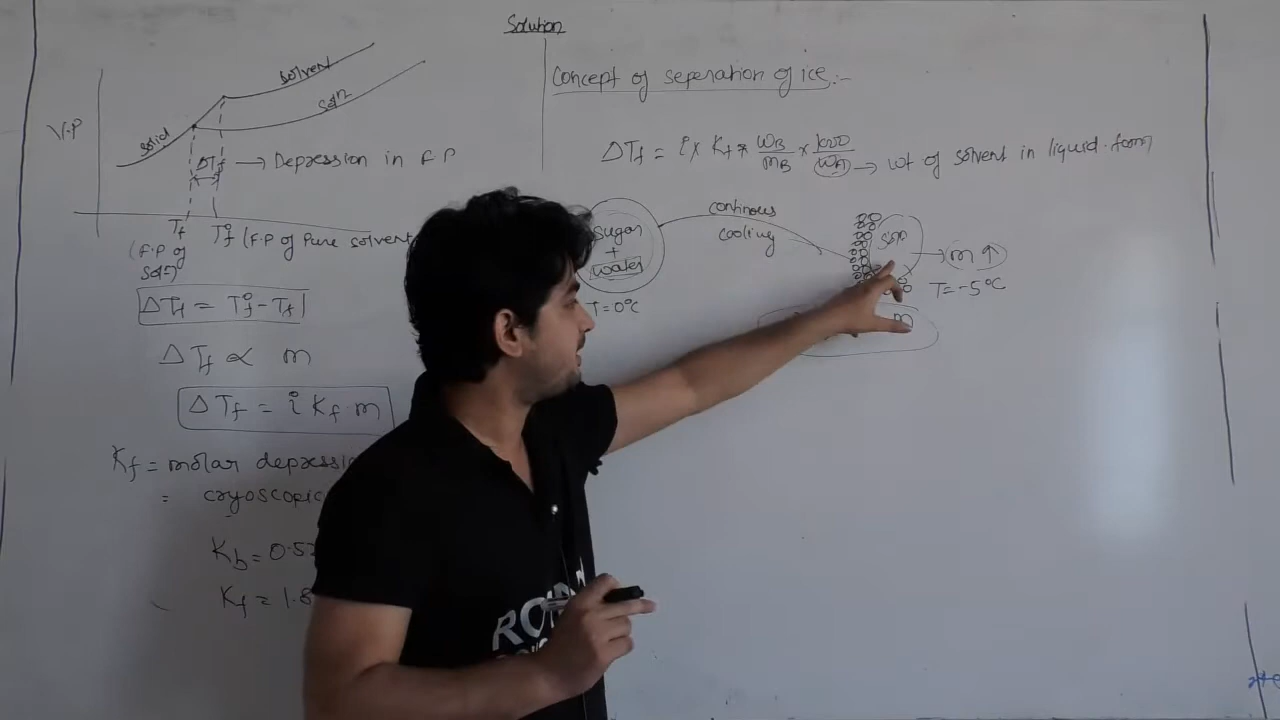 Solution
V.P
solid
solvent
soln
ΔTf → Depression in F.P
Tf
T°f (F.P of Pure solvent
(F.P of
soln)
ΔTf = T°f - Tf
ΔTf ∝ m
ΔTf = i Kf . m
Kf = molar depressi
= cryoscopic
Kb = 0.5
Kf = 1.8
Concept of seperation of ice :-
ΔTf = i × Kf × WB/mB × 1000/WA → wt of solvent in liquid form
sugar
+
water
T = 0°C
continous
cooling
soln → m ↑
T = -5°C
m